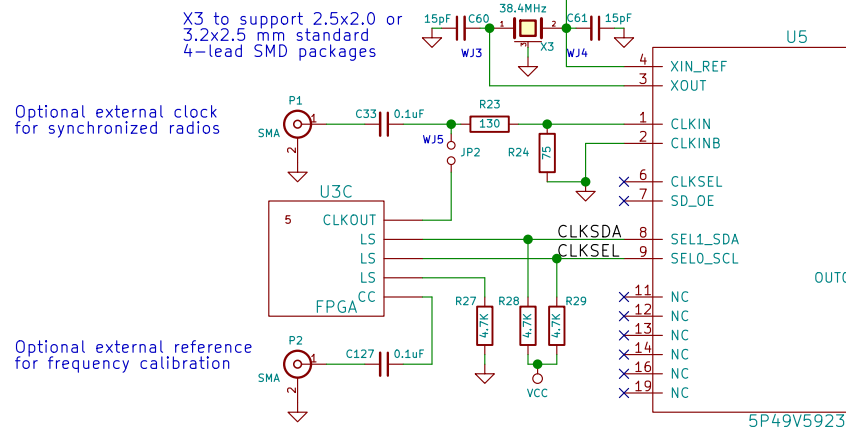 X3 to support 2.5x2.0 or
3.2x2.5 mm standard
4-lead SMD packages
38.4MHz
15pF C60
1 2
3
X3
C61 15pF
WJ3
WJ4
U5
4 XIN_REF
3 XOUT
Optional external clock
for synchronized radios
P1
SMA
1
2
C33 0.1uF
R23
130
WJ5
JP2
R24
75
1 CLKIN
2 CLKINB
6 CLKSEL
7 SD_OE
U3C
5
CLKOUT
LS
LS
LS
CC
FPGA
CLKSDA
CLKSEL
8 SEL1_SDA
9 SEL0_SCL
OUT0
R27
4.7K
R28
4.7K
R29
4.7K
VCC
11 NC
12 NC
13 NC
14 NC
16 NC
19 NC
Optional external reference
for frequency calibration
P2
SMA
1
2
C127 0.1uF
5P49V5923